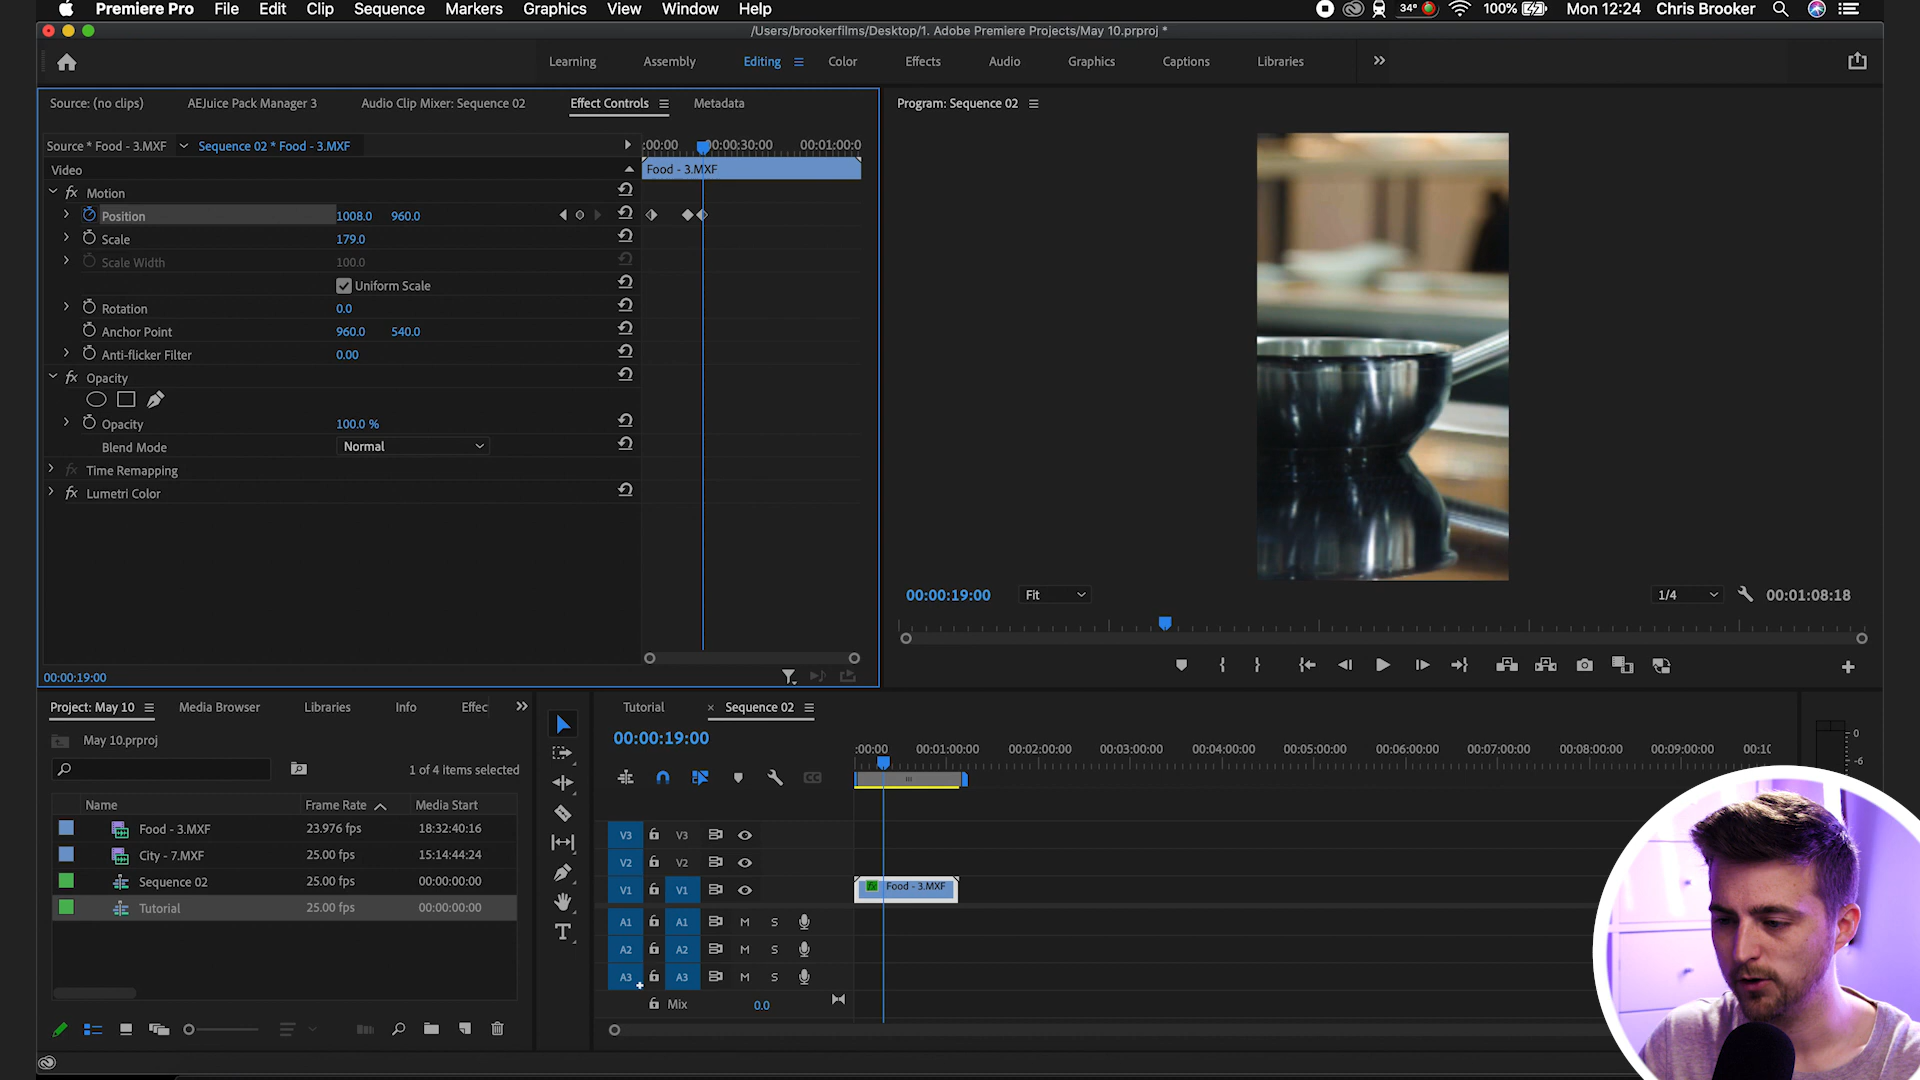 Premiere Pro File Edit Clip Sequence Markers Graphics View Window Help 34° 100% Mon 12:24 Chris Brooker
/Users/brookerfilms/Desktop/1. Adobe Premiere Projects/May 10.prproj *
Learning Assembly Editing Color Effects Audio Graphics Captions Libraries
Source: (no clips) AEJuice Pack Manager 3 Audio Clip Mixer: Sequence 02 Effect Controls Metadata
Program: Sequence 02
Source * Food - 3.MXF Sequence 02 * Food - 3.MXF :00:00 00:00:30:00 00:01:00:0
Video Food - 3.MXF
fx Motion
Position 1008.0 960.0
Scale 179.0
Scale Width 100.0
Uniform Scale
Rotation 0.0
Anchor Point 960.0 540.0
Anti-flicker Filter 0.00
fx Opacity
Opacity 100.0 %
Blend Mode Normal
fx Time Remapping
fx Lumetri Color
00:00:19:00
00:00:19:00 Fit 1/4 00:01:08:18
Project: May 10 Media Browser Libraries Info Effec
May 10.prproj
1 of 4 items selected
Name Frame Rate Media Start
Food - 3.MXF 23.976 fps 18:32:40:16
City - 7.MXF 25.00 fps 15:14:44:24
Sequence 02 25.00 fps 00:00:00:00
Tutorial 25.00 fps 00:00:00:00
Tutorial × Sequence 02
00:00:19:00
:00:00 00:01:00:00 00:02:00:00 00:03:00:00 00:04:00:00 00:05:00:00 00:06:00:00 00:07:00:00 00:08:00:00 00:09:00:00 00:10
V3 V3
V2 V2
V1 V1 fx Food - 3.MXF
A1 A1 M S
A2 A2 M S
A3 A3 M S
Mix 0.0
0
-6